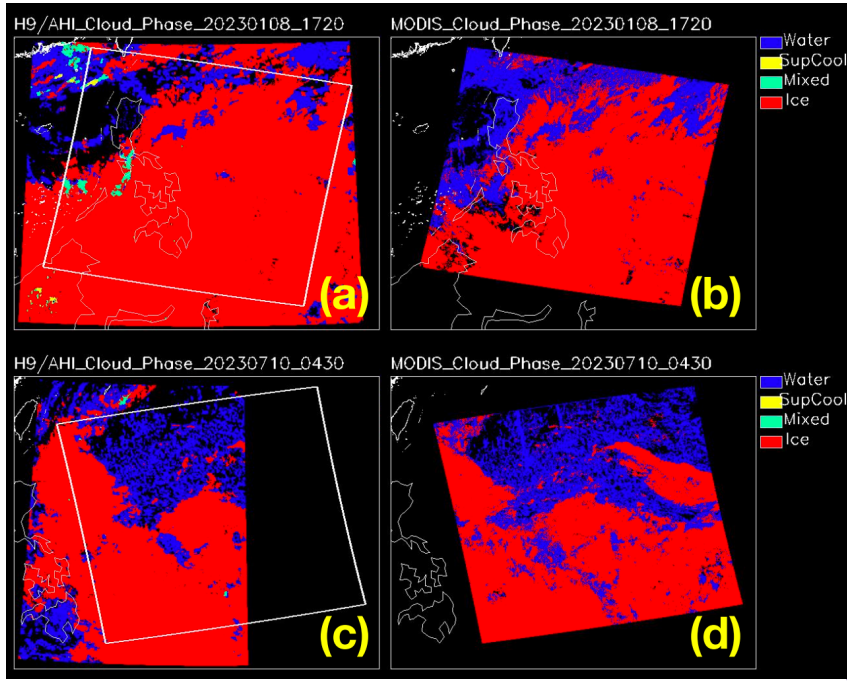 H9/AHI_Cloud_Phase_20230108_1720
MODIS_Cloud_Phase_20230108_1720
Water
SupCool
Mixed
Ice
(a)
(b)
H9/AHI_Cloud_Phase_20230710_0430
MODIS_Cloud_Phase_20230710_0430
Water
SupCool
Mixed
Ice
(c)
(d)